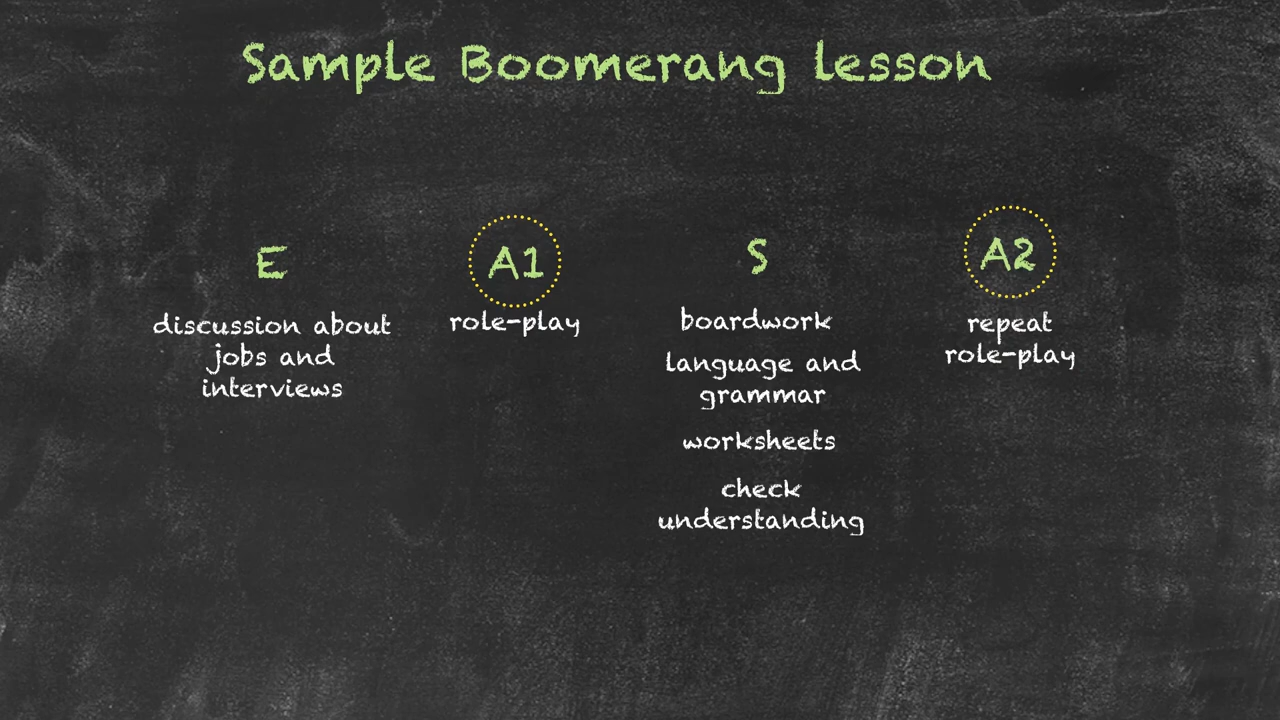 Sample Boomerang lesson
E
discussion about
jobs and
interviews
A1
role-play
S
boardwork
language and
grammar
worksheets
check
understanding
A2
repeat
role-play